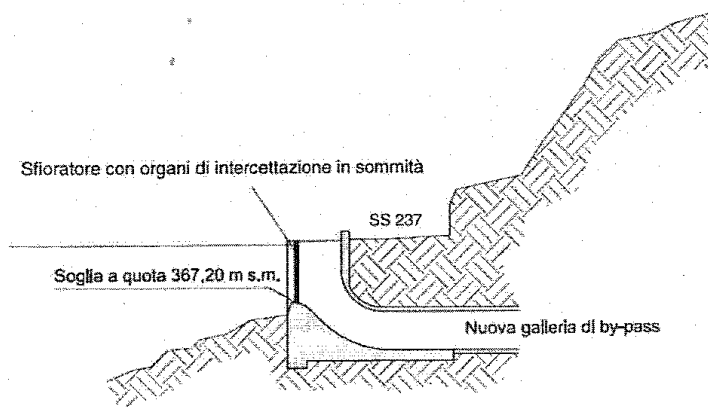 Sfioratore con organi di intercettazione in sommità
SS 237
Soglia a quota 367,20 m s.m.
Nuova galleria di by-pass